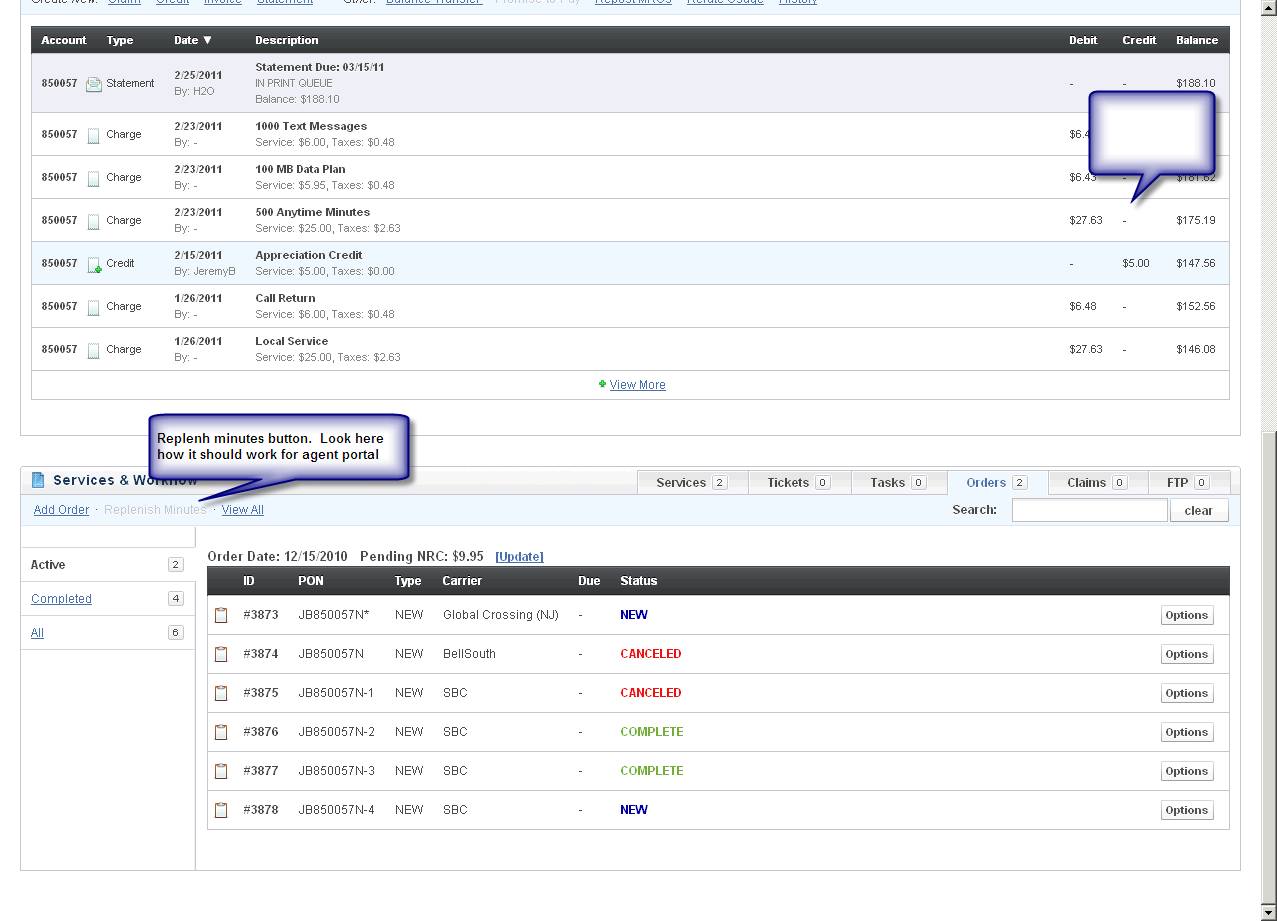 Create New: Claim Credit Invoice Statement Other: Balance Transfer Promise to Pay Repost MRCs Rerate Usage History
Account Type Date ▼ Description Debit Credit Balance
Statement Due: 03/15/11
850057 Statement 2/25/2011 IN PRINT QUEUE - - $188.10
By: H2O Balance: $188.10
2/23/2011 1000 Text Messages
850057 Charge $6.4
By: - Service: $6.00, Taxes: $0.48
2/23/2011 100 MB Data Plan
850057 Charge $6.43 - $181.62
By: - Service: $5.95, Taxes: $0.48
2/23/2011 500 Anytime Minutes
850057 Charge $27.63 - $175.19
By: - Service: $25.00, Taxes: $2.63
2/15/2011 Appreciation Credit
850057 Credit - $5.00 $147.56
By: JeremyB Service: $5.00, Taxes: $0.00
1/26/2011 Call Return
850057 Charge $6.48 - $152.56
By: - Service: $6.00, Taxes: $0.48
1/26/2011 Local Service
850057 Charge $27.63 - $146.08
By: - Service: $25.00, Taxes: $2.63
View More
Replenh minutes button. Look here
how it should work for agent portal
Services & Workflow
Services 2 Tickets 0 Tasks 0 Orders 2 Claims 0 FTP 0
Add Order · Replenish Minutes · View All Search: clear
Active 2
Completed 4
All 6
Order Date: 12/15/2010 Pending NRC: $9.95 [Update]
ID PON Type Carrier Due Status
#3873 JB850057N* NEW Global Crossing (NJ) - NEW Options
#3874 JB850057N NEW BellSouth - CANCELED Options
#3875 JB850057N-1 NEW SBC - CANCELED Options
#3876 JB850057N-2 NEW SBC - COMPLETE Options
#3877 JB850057N-3 NEW SBC - COMPLETE Options
#3878 JB850057N-4 NEW SBC - NEW Options